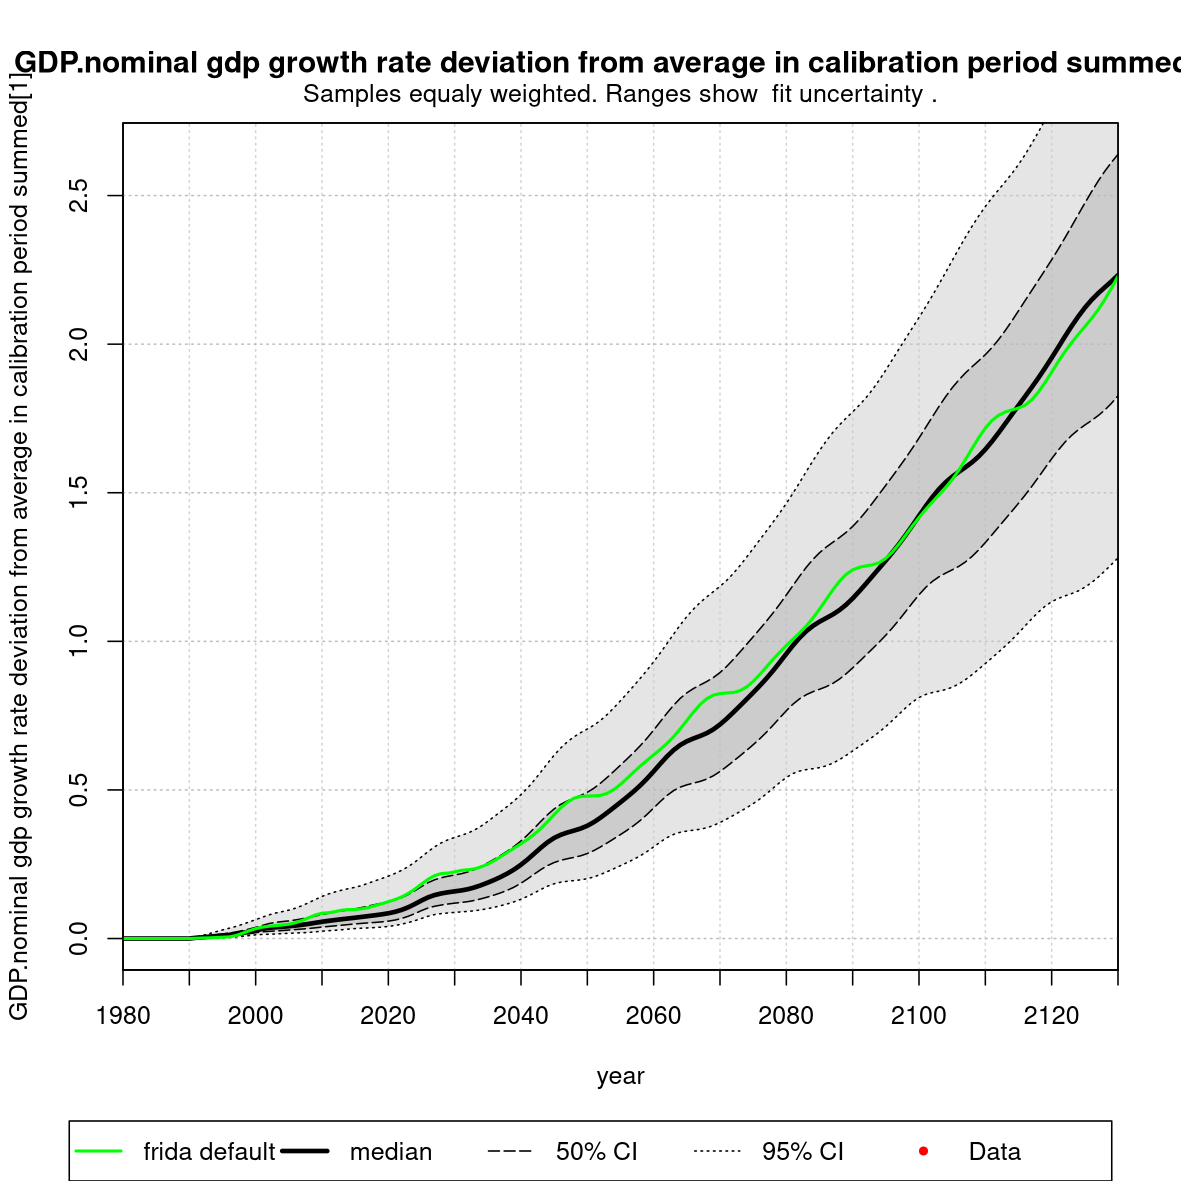 GDP.nominal gdp growth rate deviation from average in calibration period summed
Samples equaly weighted. Ranges show  fit uncertainty .
GDP.nominal gdp growth rate deviation from average in calibration period summed[1]
2.5
2.0
1.5
1.0
0.5
0.0
1980 2000 2020 2040 2060 2080 2100 2120
year
frida default median 50% CI 95% CI Data